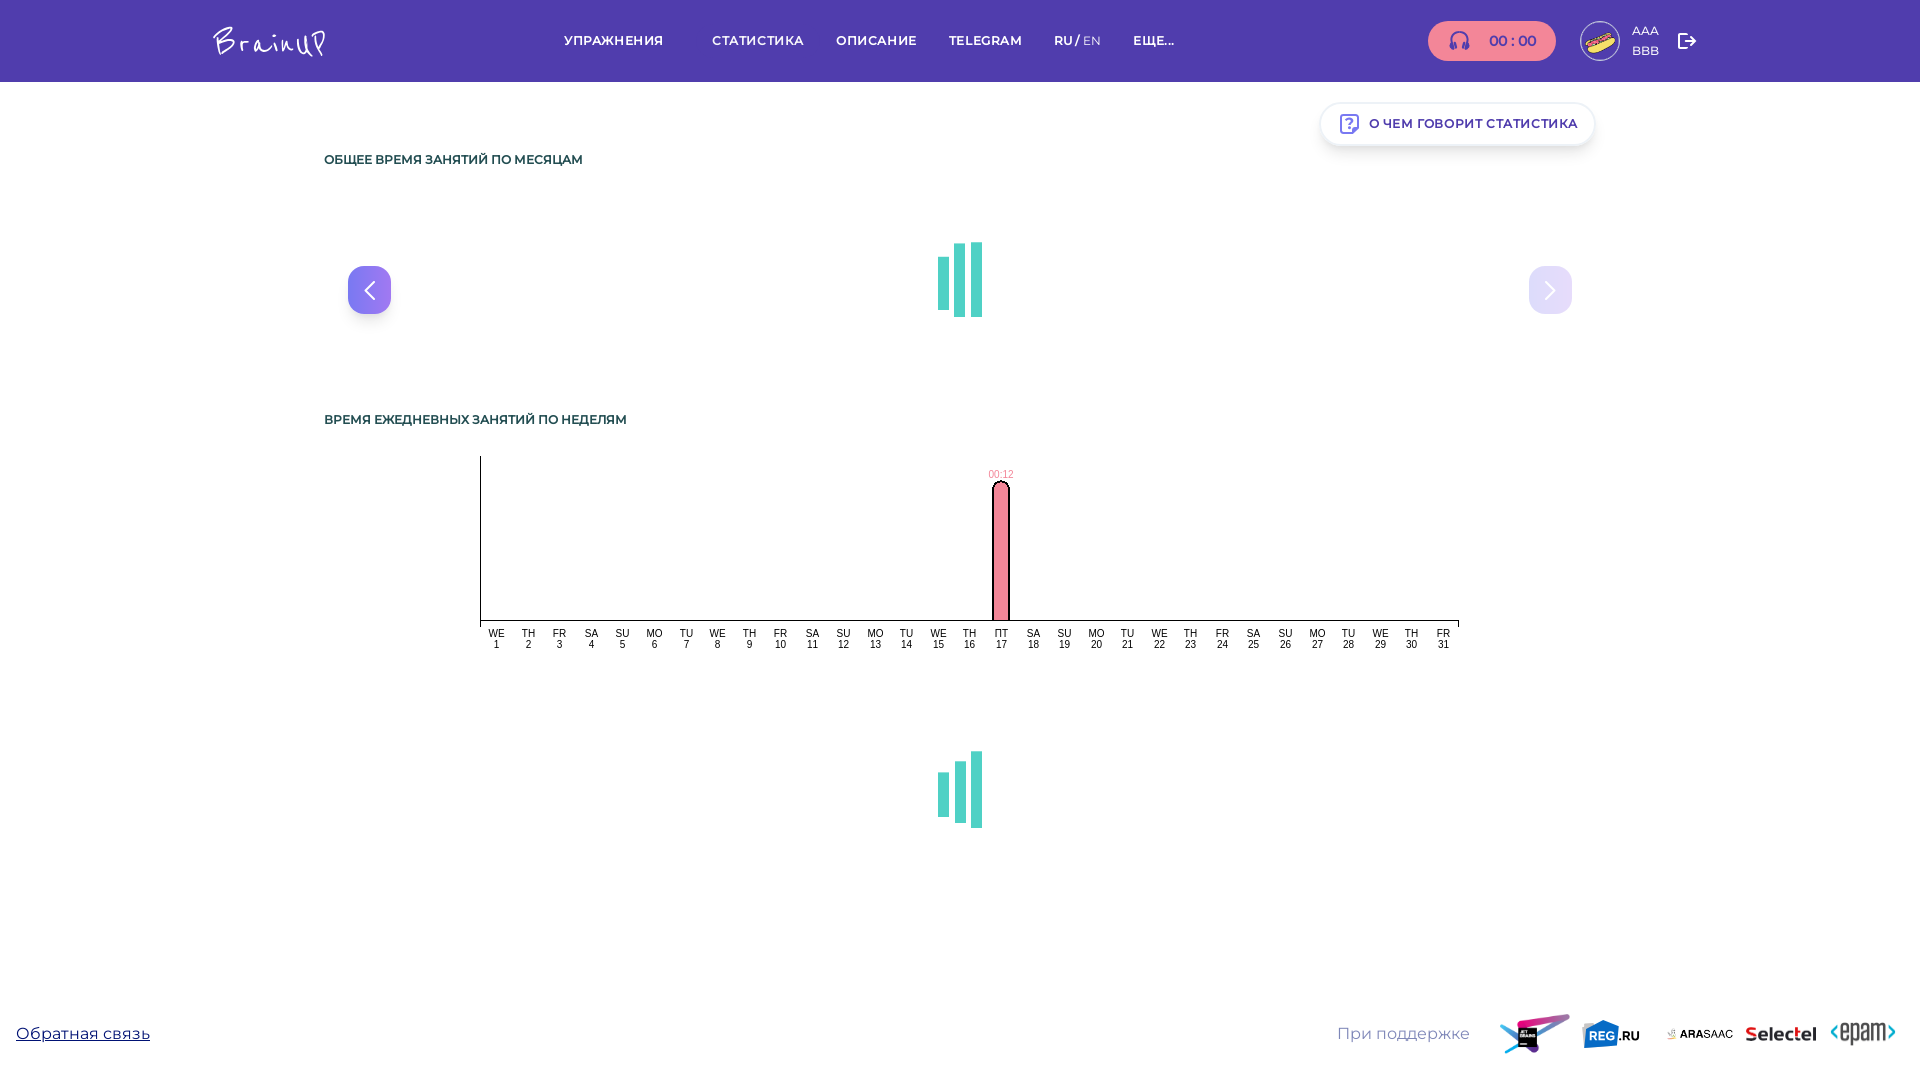 BrainUP
УПРАЖНЕНИЯ СТАТИСТИКА ОПИСАНИЕ TELEGRAM RU / EN ЕЩЕ...
00 : 00
AAA
BBB
О ЧЕМ ГОВОРИТ СТАТИСТИКА
ОБЩЕЕ ВРЕМЯ ЗАНЯТИЙ ПО МЕСЯЦАМ
ВРЕМЯ ЕЖЕДНЕВНЫХ ЗАНЯТИЙ ПО НЕДЕЛЯМ
00:12
WE TH FR SA SU MO TU WE TH FR SA SU MO TU WE TH ПТ SA SU MO TU WE TH FR SA SU MO TU WE TH FR
1 2 3 4 5 6 7 8 9 10 11 12 13 14 15 16 17 18 19 20 21 22 23 24 25 26 27 28 29 30 31
Обратная связь
При поддержке
JET BRAINS
REG.RU
ARASAAC
Selectel
<epam>